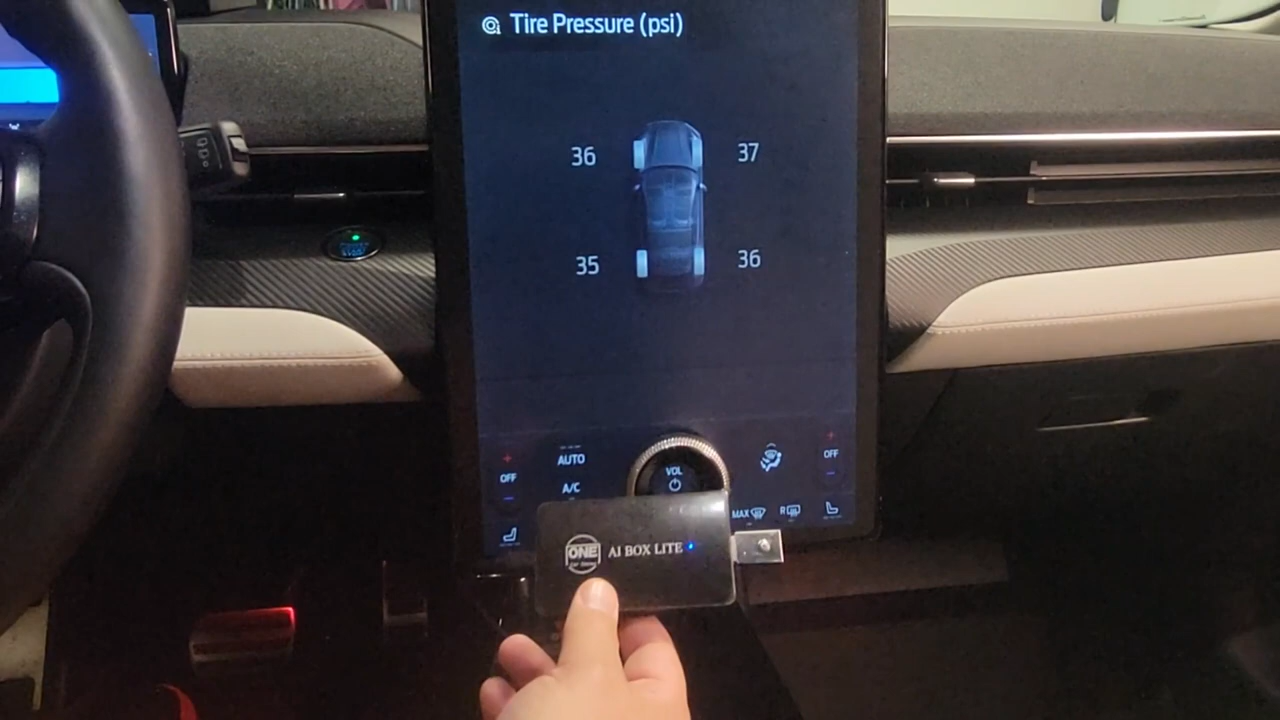 Tire Pressure (psi)
36
37
35
36
OFF
AUTO
A/C
VOL
OFF
MAX
R
ONE
AI BOX LITE